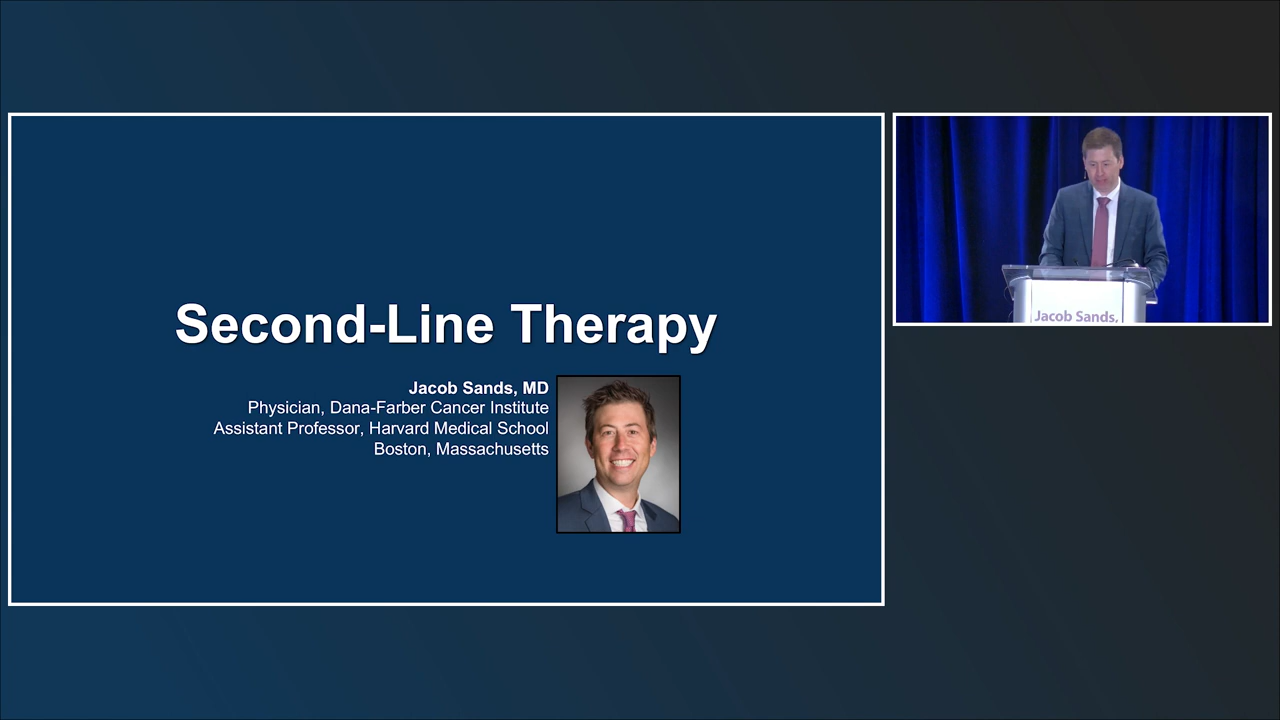 Second-Line Therapy
Jacob Sands, MD
Physician, Dana-Farber Cancer Institute
Assistant Professor, Harvard Medical School
Boston, Massachusetts
Jacob Sands,